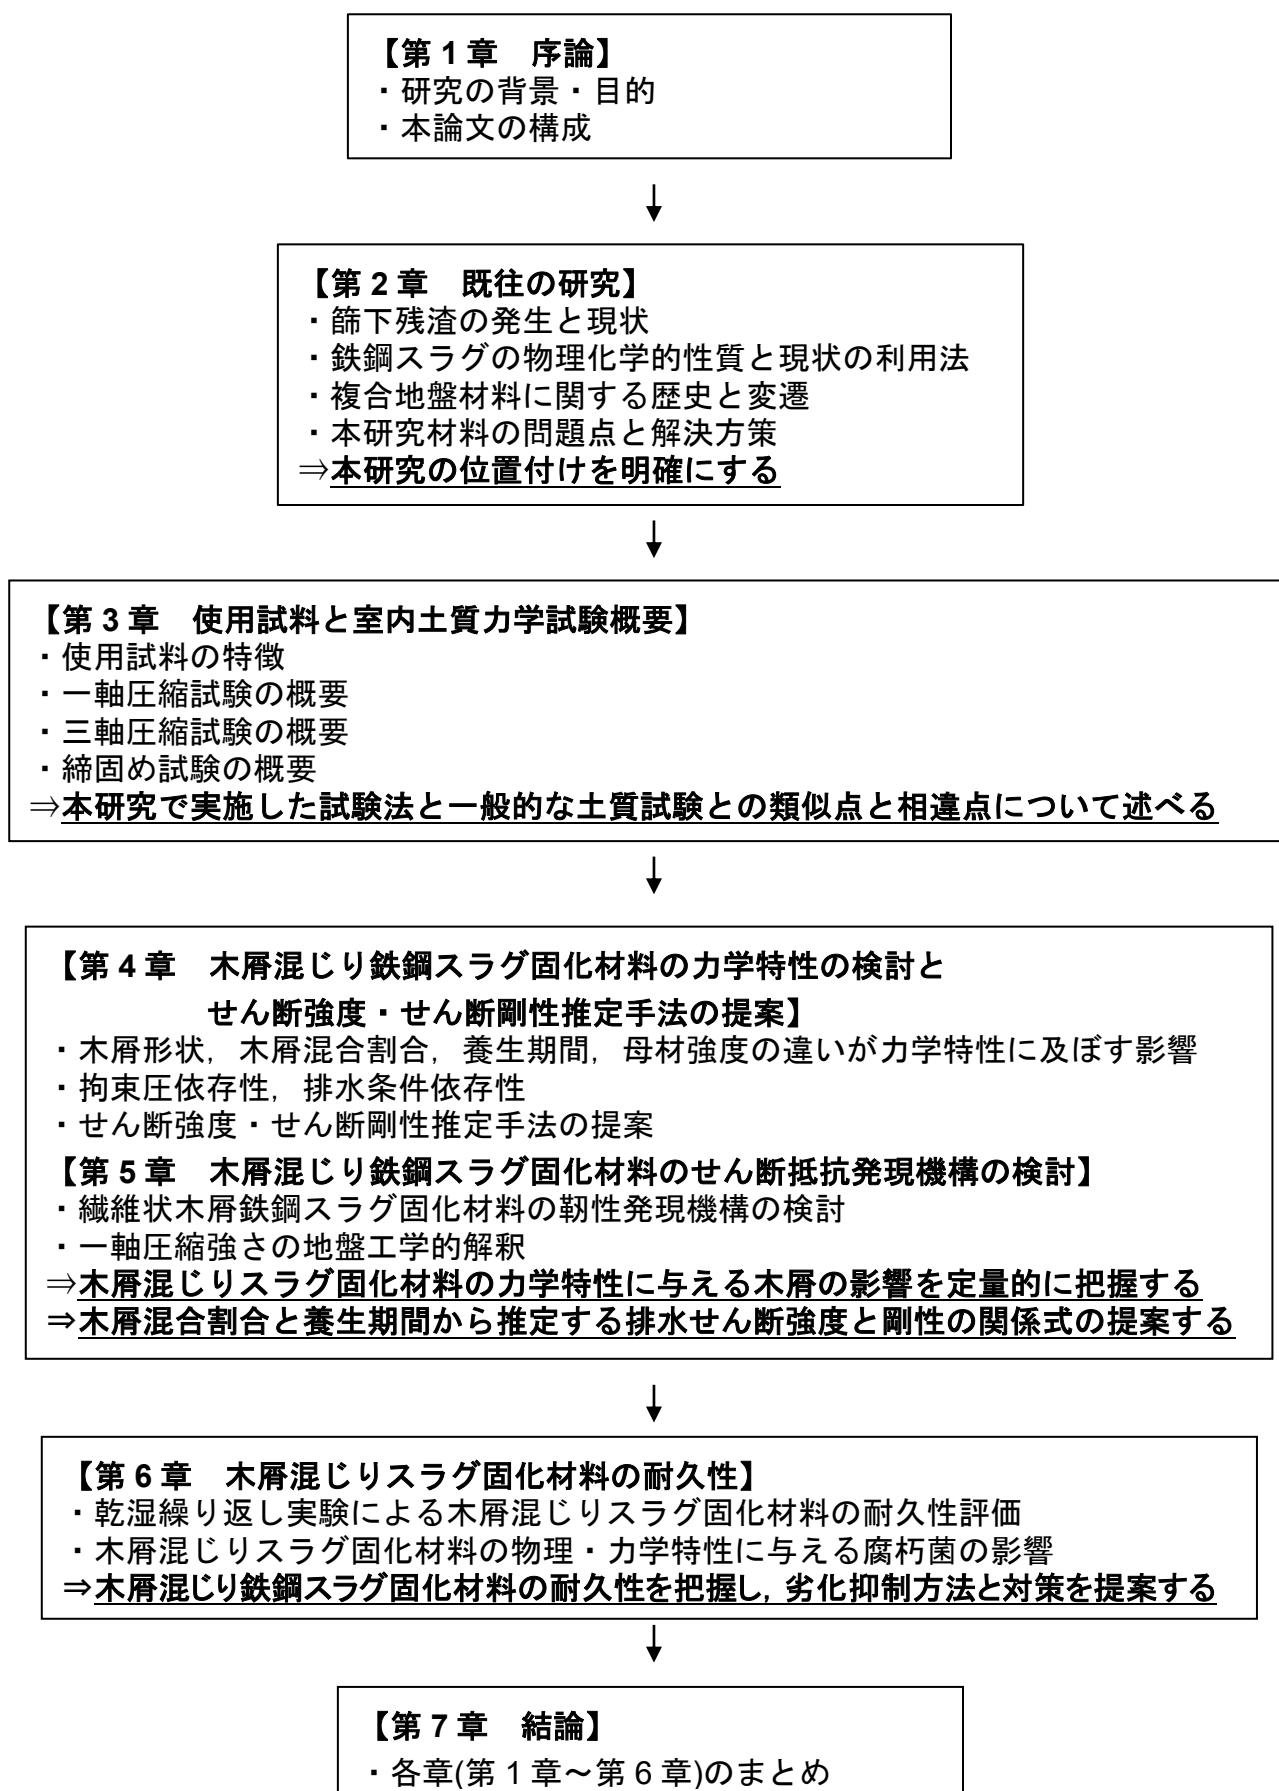 【第１章　序論】
・研究の背景・目的
・本論文の構成
↓
【第２章　既往の研究】
・篩下残渣の発生と現状
・鉄鋼スラグの物理化学的性質と現状の利用法
・複合地盤材料に関する歴史と変遷
・本研究材料の問題点と解決方策
⇒本研究の位置付けを明確にする
↓
【第３章　使用試料と室内土質力学試験概要】
・使用試料の特徴
・一軸圧縮試験の概要
・三軸圧縮試験の概要
・締固め試験の概要
⇒本研究で実施した試験法と一般的な土質試験との類似点と相違点について述べる
↓
【第４章　木屑混じり鉄鋼スラグ固化材料の力学特性の検討と
せん断強度・せん断剛性推定手法の提案】
・木屑形状，木屑混合割合，養生期間，母材強度の違いが力学特性に及ぼす影響
・拘束圧依存性，排水条件依存性
・せん断強度・せん断剛性推定手法の提案
【第５章　木屑混じり鉄鋼スラグ固化材料のせん断抵抗発現機構の検討】
・繊維状木屑鉄鋼スラグ固化材料の靭性発現機構の検討
・一軸圧縮強さの地盤工学的解釈
⇒木屑混じりスラグ固化材料の力学特性に与える木屑の影響を定量的に把握する
⇒木屑混合割合と養生期間から推定する排水せん断強度と剛性の関係式の提案する
↓
【第６章　木屑混じりスラグ固化材料の耐久性】
・乾湿繰り返し実験による木屑混じりスラグ固化材料の耐久性評価
・木屑混じりスラグ固化材料の物理・力学特性に与える腐朽菌の影響
⇒木屑混じり鉄鋼スラグ固化材料の耐久性を把握し，劣化抑制方法と対策を提案する
↓
【第７章　結論】
・各章(第１章～第６章)のまとめ